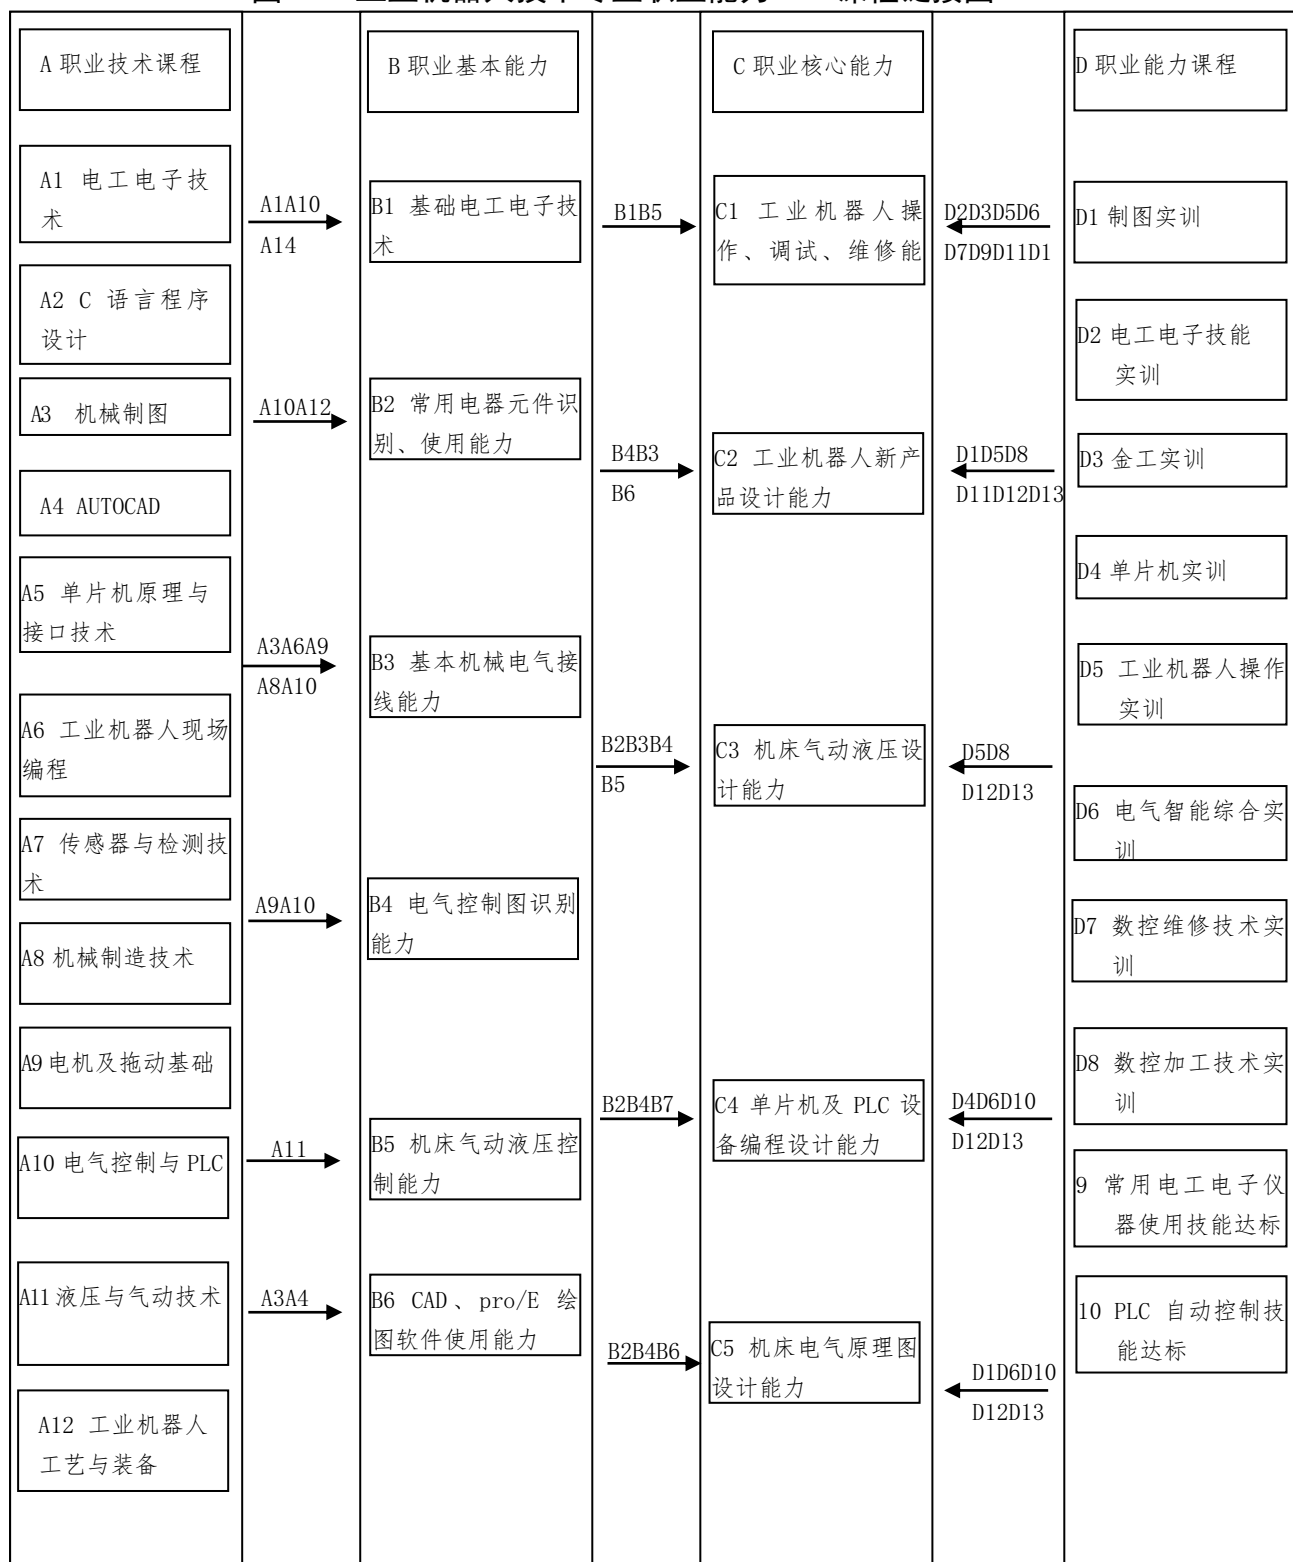 A 职业技术课程
A1 电工电子技
术
A2 C 语言程序
设计
A3 机械制图
A4 AUTOCAD
A5 单片机原理与
接口技术
A6 工业机器人现场
编程
A7 传感器与检测技
术
A8 机械制造技术
A9 电机及拖动基础
A10 电气控制与 PLC
A11 液压与气动技术
A12 工业机器人
工艺与装备
A1A10
A14
A10A12
A3A6A9
A8A10
A9A10
A11
A3A4
B 职业基本能力
B1 基础电工电子技
术
B2 常用电器元件识
别、使用能力
B3 基本机械电气接
线能力
B4 电气控制图识别
能力
B5 机床气动液压控
制能力
B6 CAD、pro/E 绘
图软件使用能力
B1B5
B4B3
B6
B2B3B4
B5
B2B4B7
B2B4B6
C 职业核心能力
C1 工业机器人操
作、调试、维修能
C2 工业机器人新产
品设计能力
C3 机床气动液压设
计能力
C4 单片机及 PLC 设
备编程设计能力
C5 机床电气原理图
设计能力
D2D3D5D6
D7D9D11D1
D1D5D8
D11D12D13
D5D8
D12D13
D4D6D10
D12D13
D1D6D10
D12D13
D 职业能力课程
D1 制图实训
D2 电工电子技能
实训
D3 金工实训
D4 单片机实训
D5 工业机器人操作
实训
D6 电气智能综合实
训
D7 数控维修技术实
训
D8 数控加工技术实
训
9 常用电工电子仪
器使用技能达标
10 PLC 自动控制技
能达标